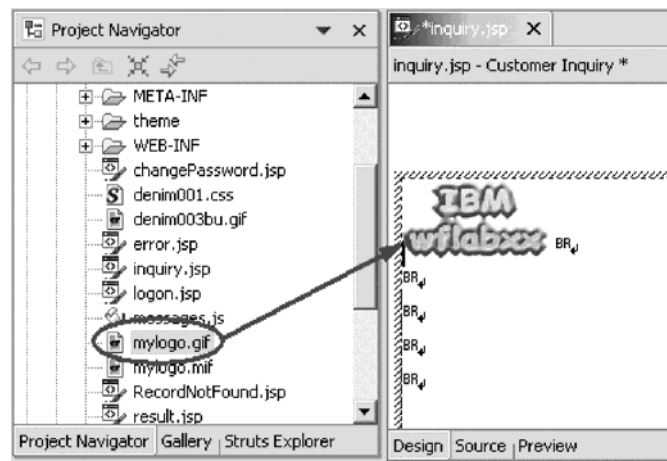 Project Navigator
META-INF
theme
WEB-INF
changePassword.jsp
denim001.css
denim003bu.gif
error.jsp
inquiry.jsp
logon.jsp
messages.js
mylogo.gif
mylogo.mif
RecordNotFound.jsp
result.jsp
Project Navigator Gallery Struts Explorer
*inquiry.jsp
inquiry.jsp - Customer Inquiry *
IBM
wflabxx BR
BR
BR
BR
BR
Design Source Preview